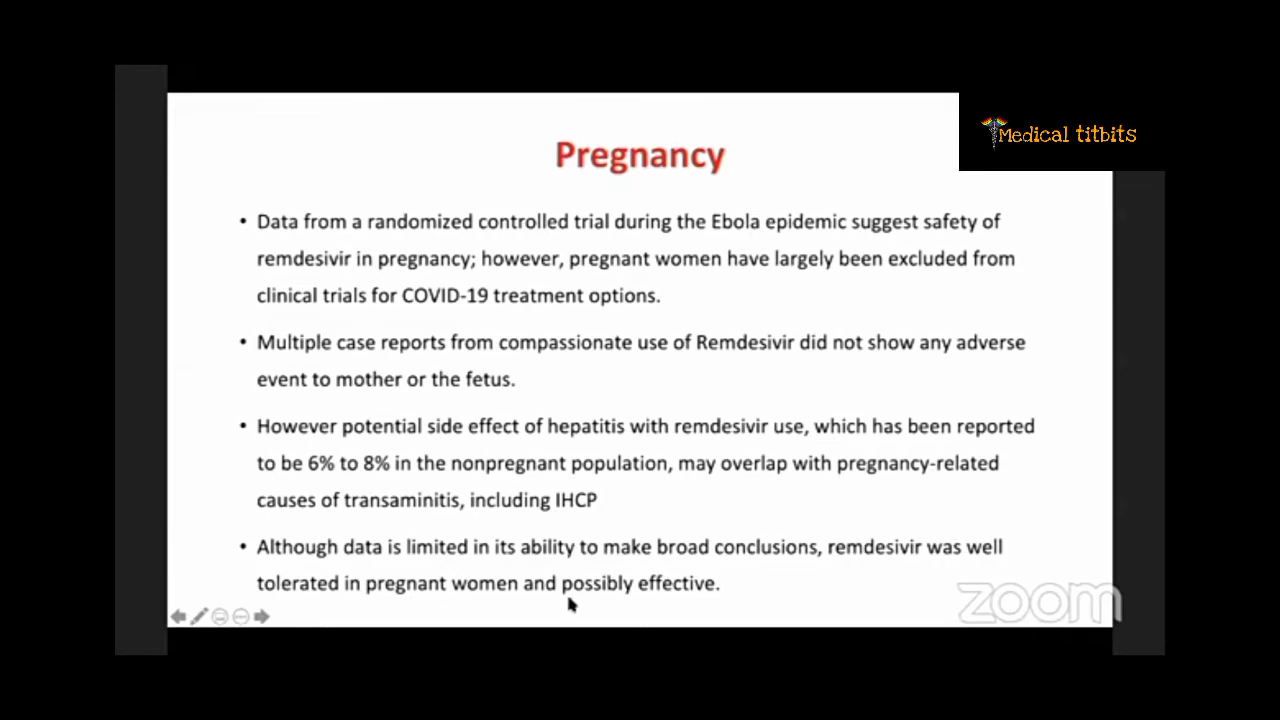 Medical titbits
Pregnancy
• Data from a randomized controlled trial during the Ebola epidemic suggest safety of
remdesivir in pregnancy; however, pregnant women have largely been excluded from
clinical trials for COVID-19 treatment options.
• Multiple case reports from compassionate use of Remdesivir did not show any adverse
event to mother or the fetus.
• However potential side effect of hepatitis with remdesivir use, which has been reported
to be 6% to 8% in the nonpregnant population, may overlap with pregnancy-related
causes of transaminitis, including IHCP
• Although data is limited in its ability to make broad conclusions, remdesivir was well
tolerated in pregnant women and possibly effective.
zoom